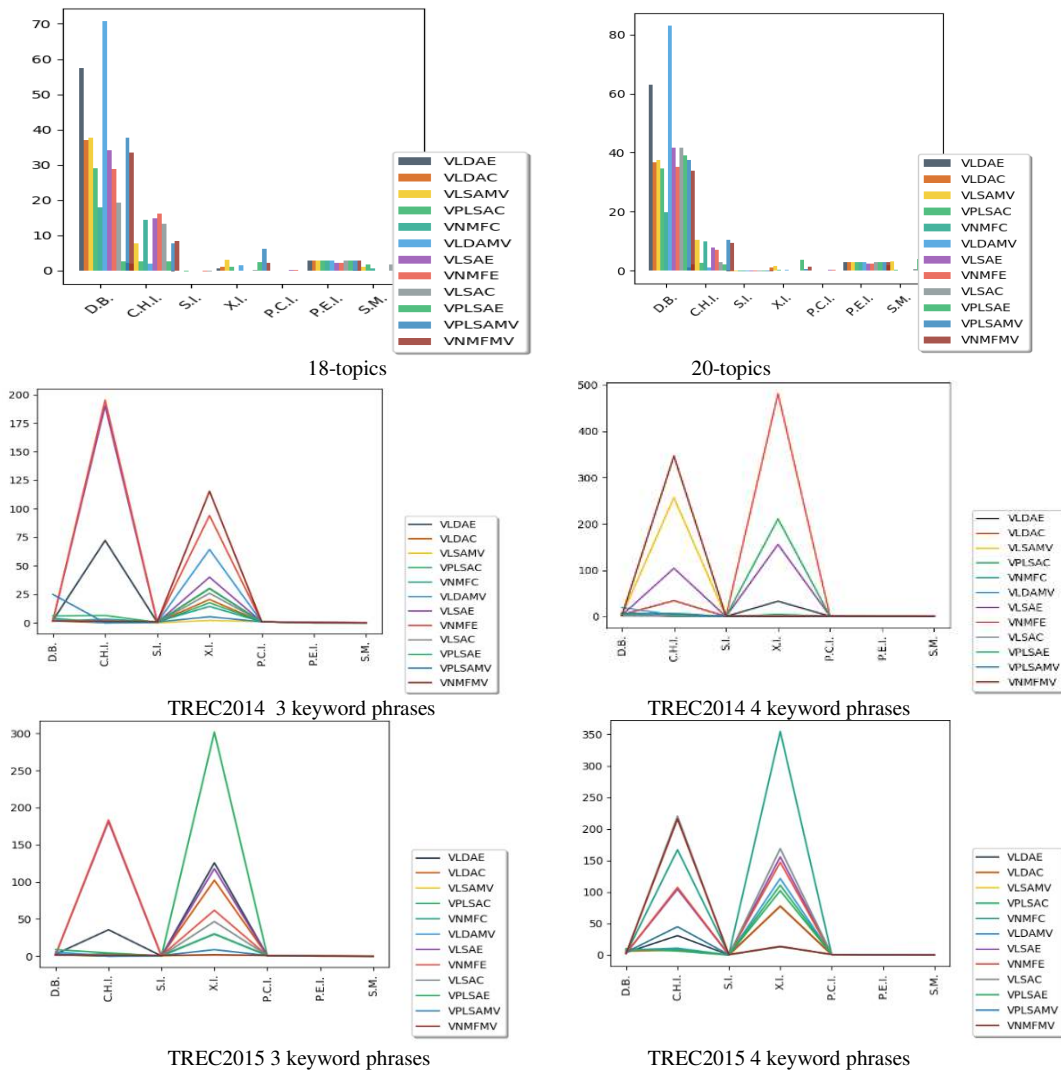 70
60
50
40
30
20
10
0
D.B.
C.H.I.
S.I.
X.I.
P.C.I.
P.E.I.
S.M.
VLDAE
VLDAC
VLSAMV
VPLSAC
VNMFC
VLDAMV
VLSAE
VNMFE
VLSAC
VPLSAE
VPLSAMV
VNMFMV
18-topics
80
60
40
20
0
D.B.
C.H.I.
S.I.
X.I.
P.C.I.
P.E.I.
S.M.
VLDAE
VLDAC
VLSAMV
VPLSAC
VNMFC
VLDAMV
VLSAE
VNMFE
VLSAC
VPLSAE
VPLSAMV
VNMFMV
20-topics
200
175
150
125
100
75
50
25
0
D.B.
C.H.I.
S.I.
X.I.
P.C.I.
P.E.I.
S.M.
VLDAE
VLDAC
VLSAMV
VPLSAC
VNMFC
VLDAMV
VLSAE
VNMFE
VLSAC
VPLSAE
VPLSAMV
VNMFMV
TREC2014 3 keyword phrases
500
400
300
200
100
0
D.B.
C.H.I.
S.I.
X.I.
P.C.I.
P.E.I.
S.M.
VLDAE
VLDAC
VLSAMV
VPLSAC
VNMFC
VLDAMV
VLSAE
VNMFE
VLSAC
VPLSAE
VPLSAMV
VNMFMV
TREC2014 4 keyword phrases
300
250
200
150
100
50
0
D.B.
C.H.I.
S.I.
X.I.
P.C.I.
P.E.I.
S.M.
VLDAE
VLDAC
VLSAMV
VPLSAC
VNMFC
VLDAMV
VLSAE
VNMFE
VLSAC
VPLSAE
VPLSAMV
VNMFMV
TREC2015 3 keyword phrases
350
300
250
200
150
100
50
0
D.B.
C.H.I.
S.I.
X.I.
P.C.I.
P.E.I.
S.M.
VLDAE
VLDAC
VLSAMV
VPLSAC
VNMFC
VLDAMV
VLSAE
VNMFE
VLSAC
VPLSAE
VPLSAMV
VNMFMV
TREC2015 4 keyword phrases